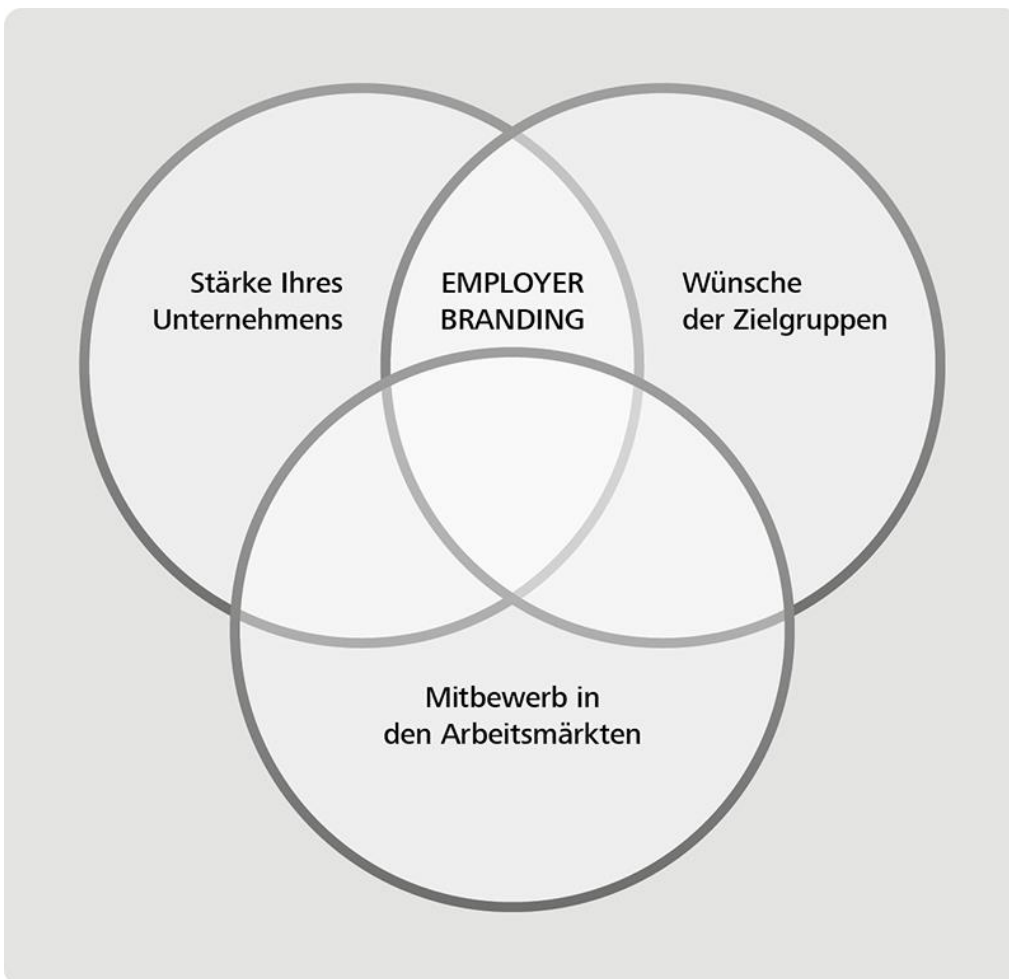 Stärke Ihres
Unternehmens
EMPLOYER
BRANDING
Wünsche
der Zielgruppen
Mitbewerb in
den Arbeitsmärkten